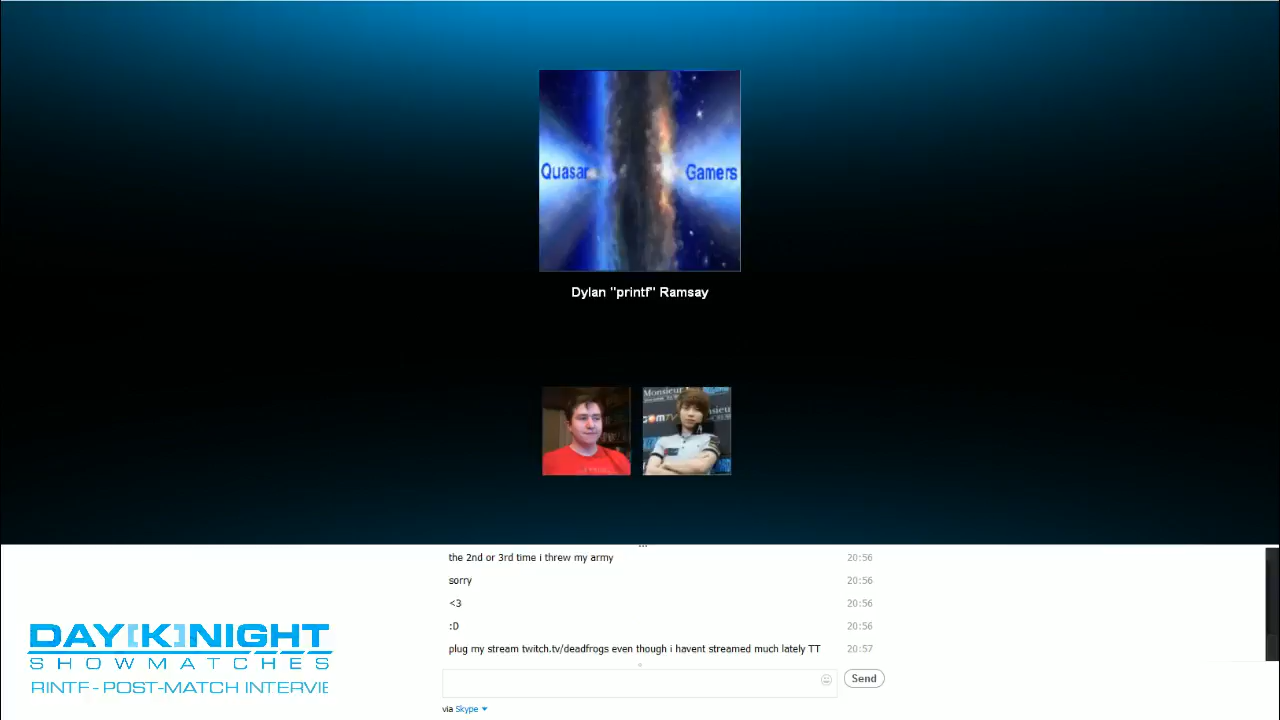 Quasar Gamers
Dylan "printf" Ramsay
Monsieur
GOMTV
the 2nd or 3rd time i threw my army 20:56
sorry 20:56
<3 20:56
:D 20:56
plug my stream twitch.tv/deadfrogs even though i havent streamed much lately TT 20:57
Send
via Skype
DAY[K]NIGHT
SHOWMATCHES
RINTF - POST-MATCH INTERVIE